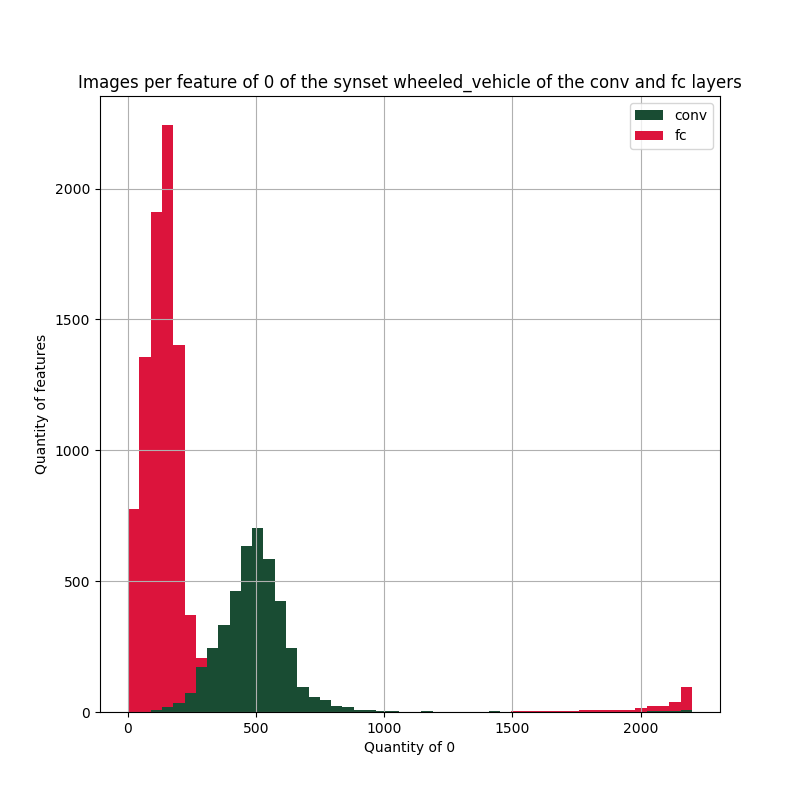 Images per feature of 0 of the synset wheeled_vehicle of the conv and fc layers
conv
fc
2000
1500
1000
500
0
Quantity of features
0 500 1000 1500 2000
Quantity of 0